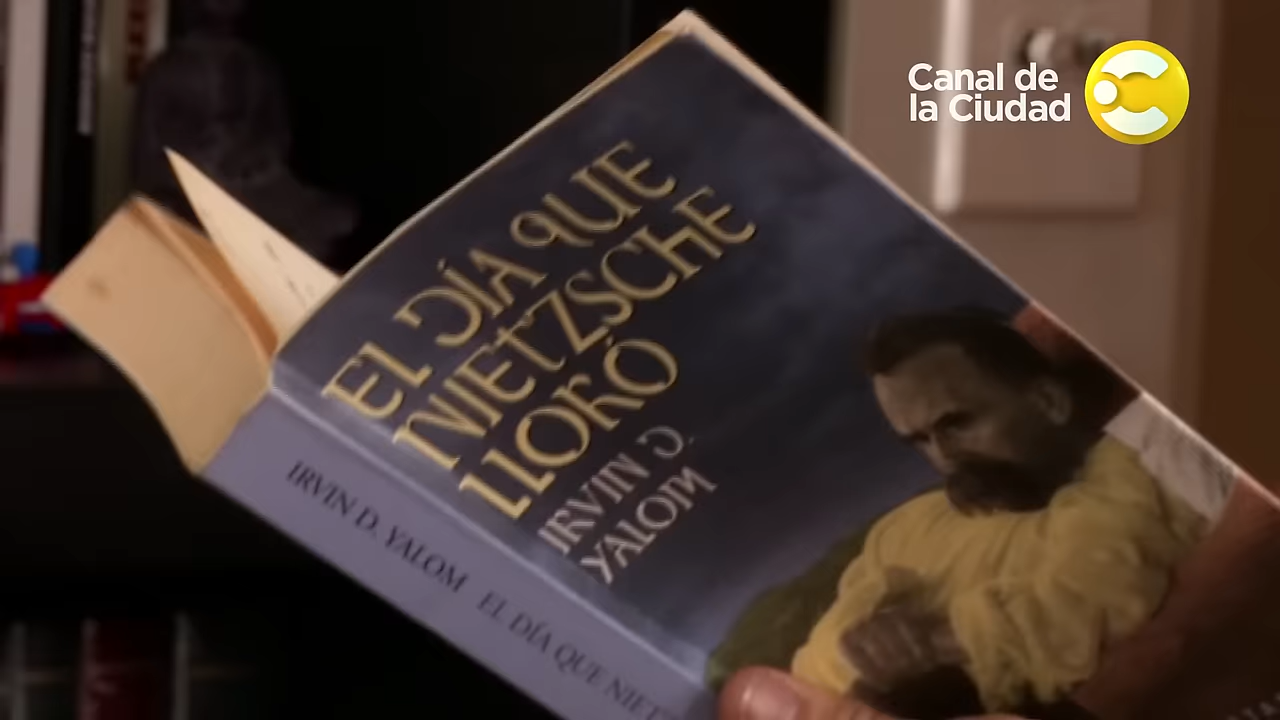 Canal de
la Ciudad
EL DÍA QUE
NIETZSCHE
LLORÓ
IRVIN D.
YALOM
IRVIN D. YALOM EL DÍA QUE NIET